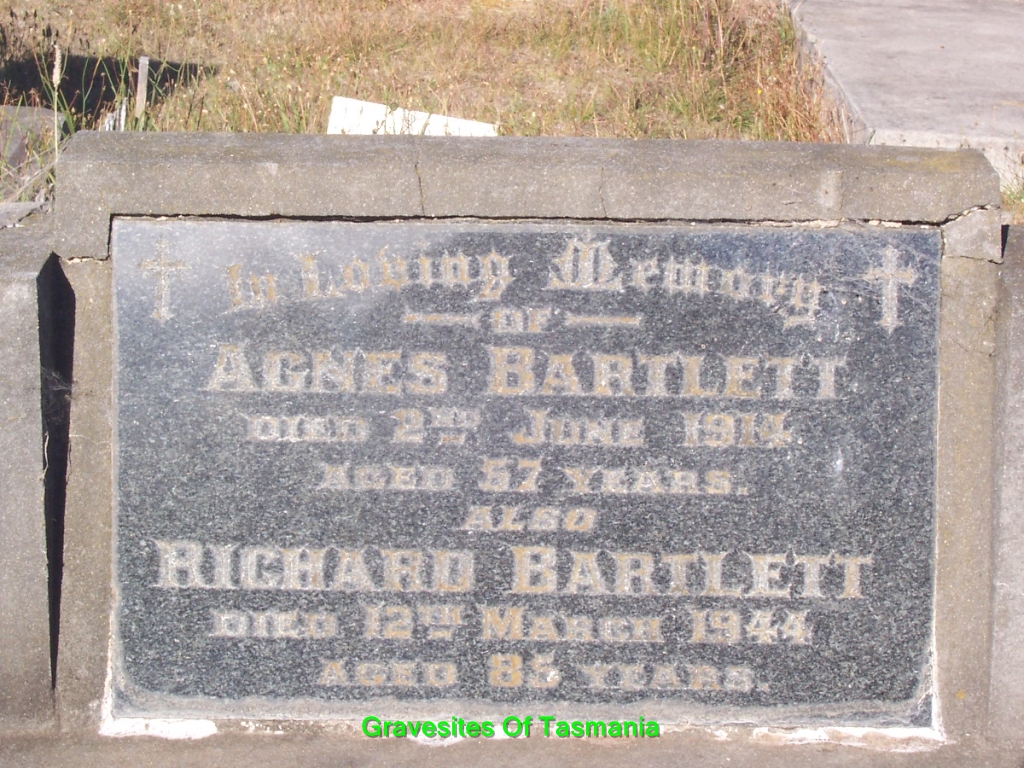 In Loving Memory
OF
AGNES BARTLETT
DIED 2ND JUNE 1914
AGED 57 YEARS.
ALSO
RICHARD BARTLETT
DIED 12TH MARCH 1944
AGED 85 YEARS.
Gravesites Of Tasmania